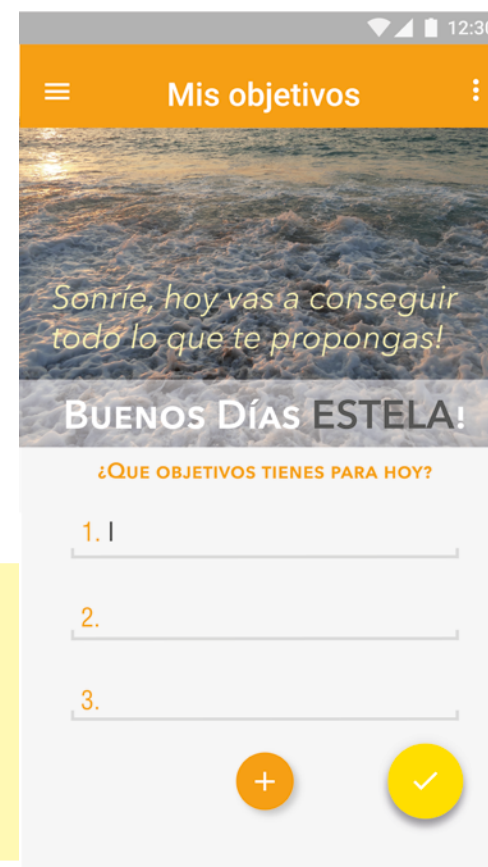 12:30
Mis objetivos
Sonríe, hoy vas a conseguir
todo lo que te propongas!
BUENOS DÍAS ESTELA!
¿QUE OBJETIVOS TIENES PARA HOY?
1.
2.
3.